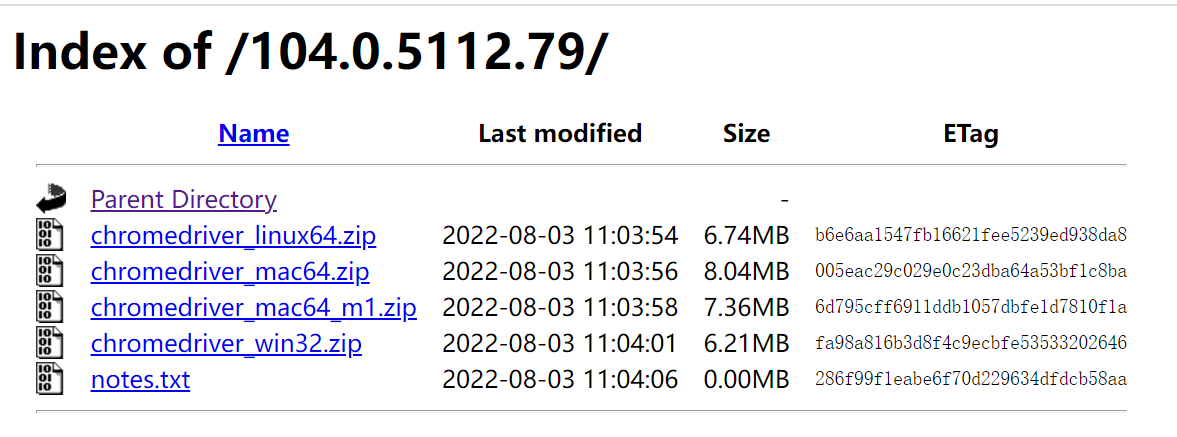 Index of /104.0.5112.79/
Name Last modified Size ETag
Parent Directory -
chromedriver_linux64.zip 2022-08-03 11:03:54 6.74MB b6e6aa1547fb16621fee5239ed938da8
chromedriver_mac64.zip 2022-08-03 11:03:56 8.04MB 005eac29c029e0c23dba64a53bf1c8ba
chromedriver_mac64_m1.zip 2022-08-03 11:03:58 7.36MB 6d795cff6911ddb1057dbfe1d7810f1a
chromedriver_win32.zip 2022-08-03 11:04:01 6.21MB fa98a816b3d8f4c9ecbfe53533202646
notes.txt 2022-08-03 11:04:06 0.00MB 286f99f1eabe6f70d229634dfdcb58aa